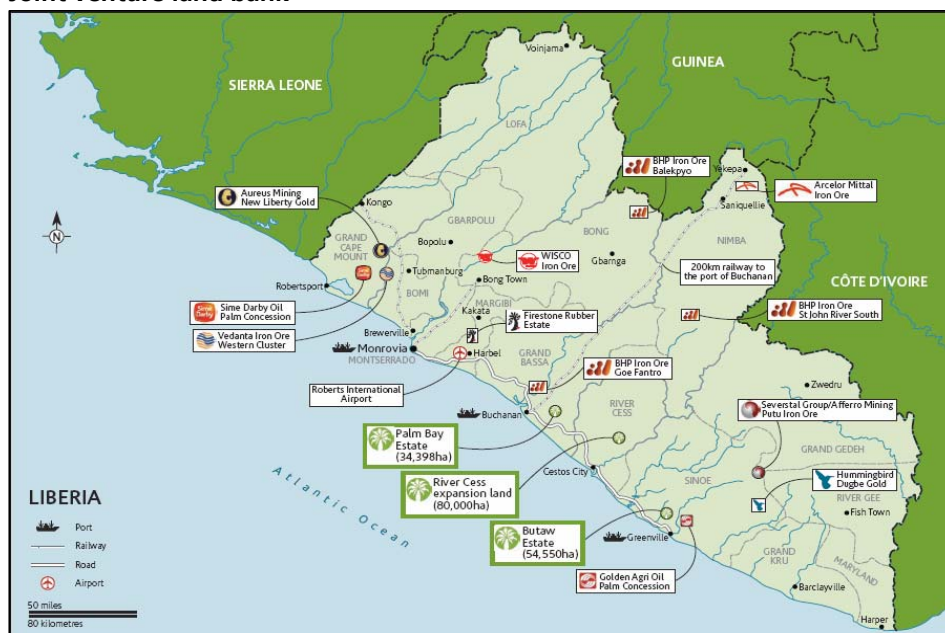 Joint venture land bank
Voinjama
GUINEA
SIERRA LEONE
LOFA
BHP Iron Ore
Balekpyo
Yekepa
Arcelor Mittal
Iron Ore
Saniquellie
Aureus Mining
New Liberty Gold
Kongo
GBARPOLU
N
BONG
NIMBA
GRAND
CAPE
MOUNT
Bopolu
WISCO
Iron Ore
Gbarnga
200km railway to
the port of Buchanan
CÔTE D'IVOIRE
Tubmanburg
Bong Town
Robertsport
BOMI
MARGIBI
Sime
Darby
Sime Darby Oil
Palm Concession
Kakata
Firestone Rubber
Estate
BHP Iron Ore
St John River South
Vedanta Iron Ore
Western Cluster
Brewerville
Monrovia
MONTSERRADO
Harbel
GRAND
BASSA
BHP Iron Ore
Goe Fantro
Zwedru
Roberts International
Airport
RIVER
CESS
Severstal Group/Afferro Mining
Putu Iron Ore
Buchanan
Palm Bay
Estate
(34,398ha)
GRAND GEDEH
Cestos City
SINOE
Hummingbird
Dugbe Gold
River Cess
expansion land
(80,000ha)
RIVER GEE
Fish Town
LIBERIA
Atlantic Ocean
Butaw
Estate
(54,550ha)
Greenville
Port
Railway
Road
Airport
GRAND
KRU
MARYLAND
Golden Agri Oil
Palm Concession
Barclayville
50 miles
80 kilometres
Harper